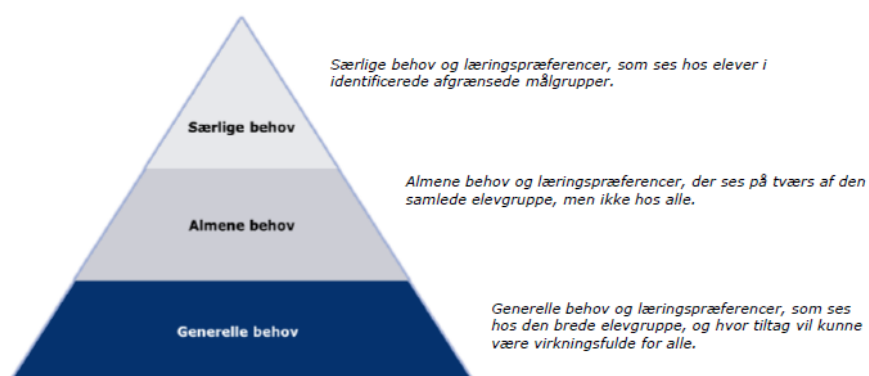 Særlige behov og læringspræferencer, som ses hos elever i
identificerede afgrænsede målgrupper.
Særlige behov
Almene behov og læringspræferencer, der ses på tværs af den
samlede elevgruppe, men ikke hos alle.
Almene behov
Generelle behov og læringspræferencer, som ses
hos den brede elevgruppe, og hvor tiltag vil kunne
være virkningsfulde for alle.
Generelle behov